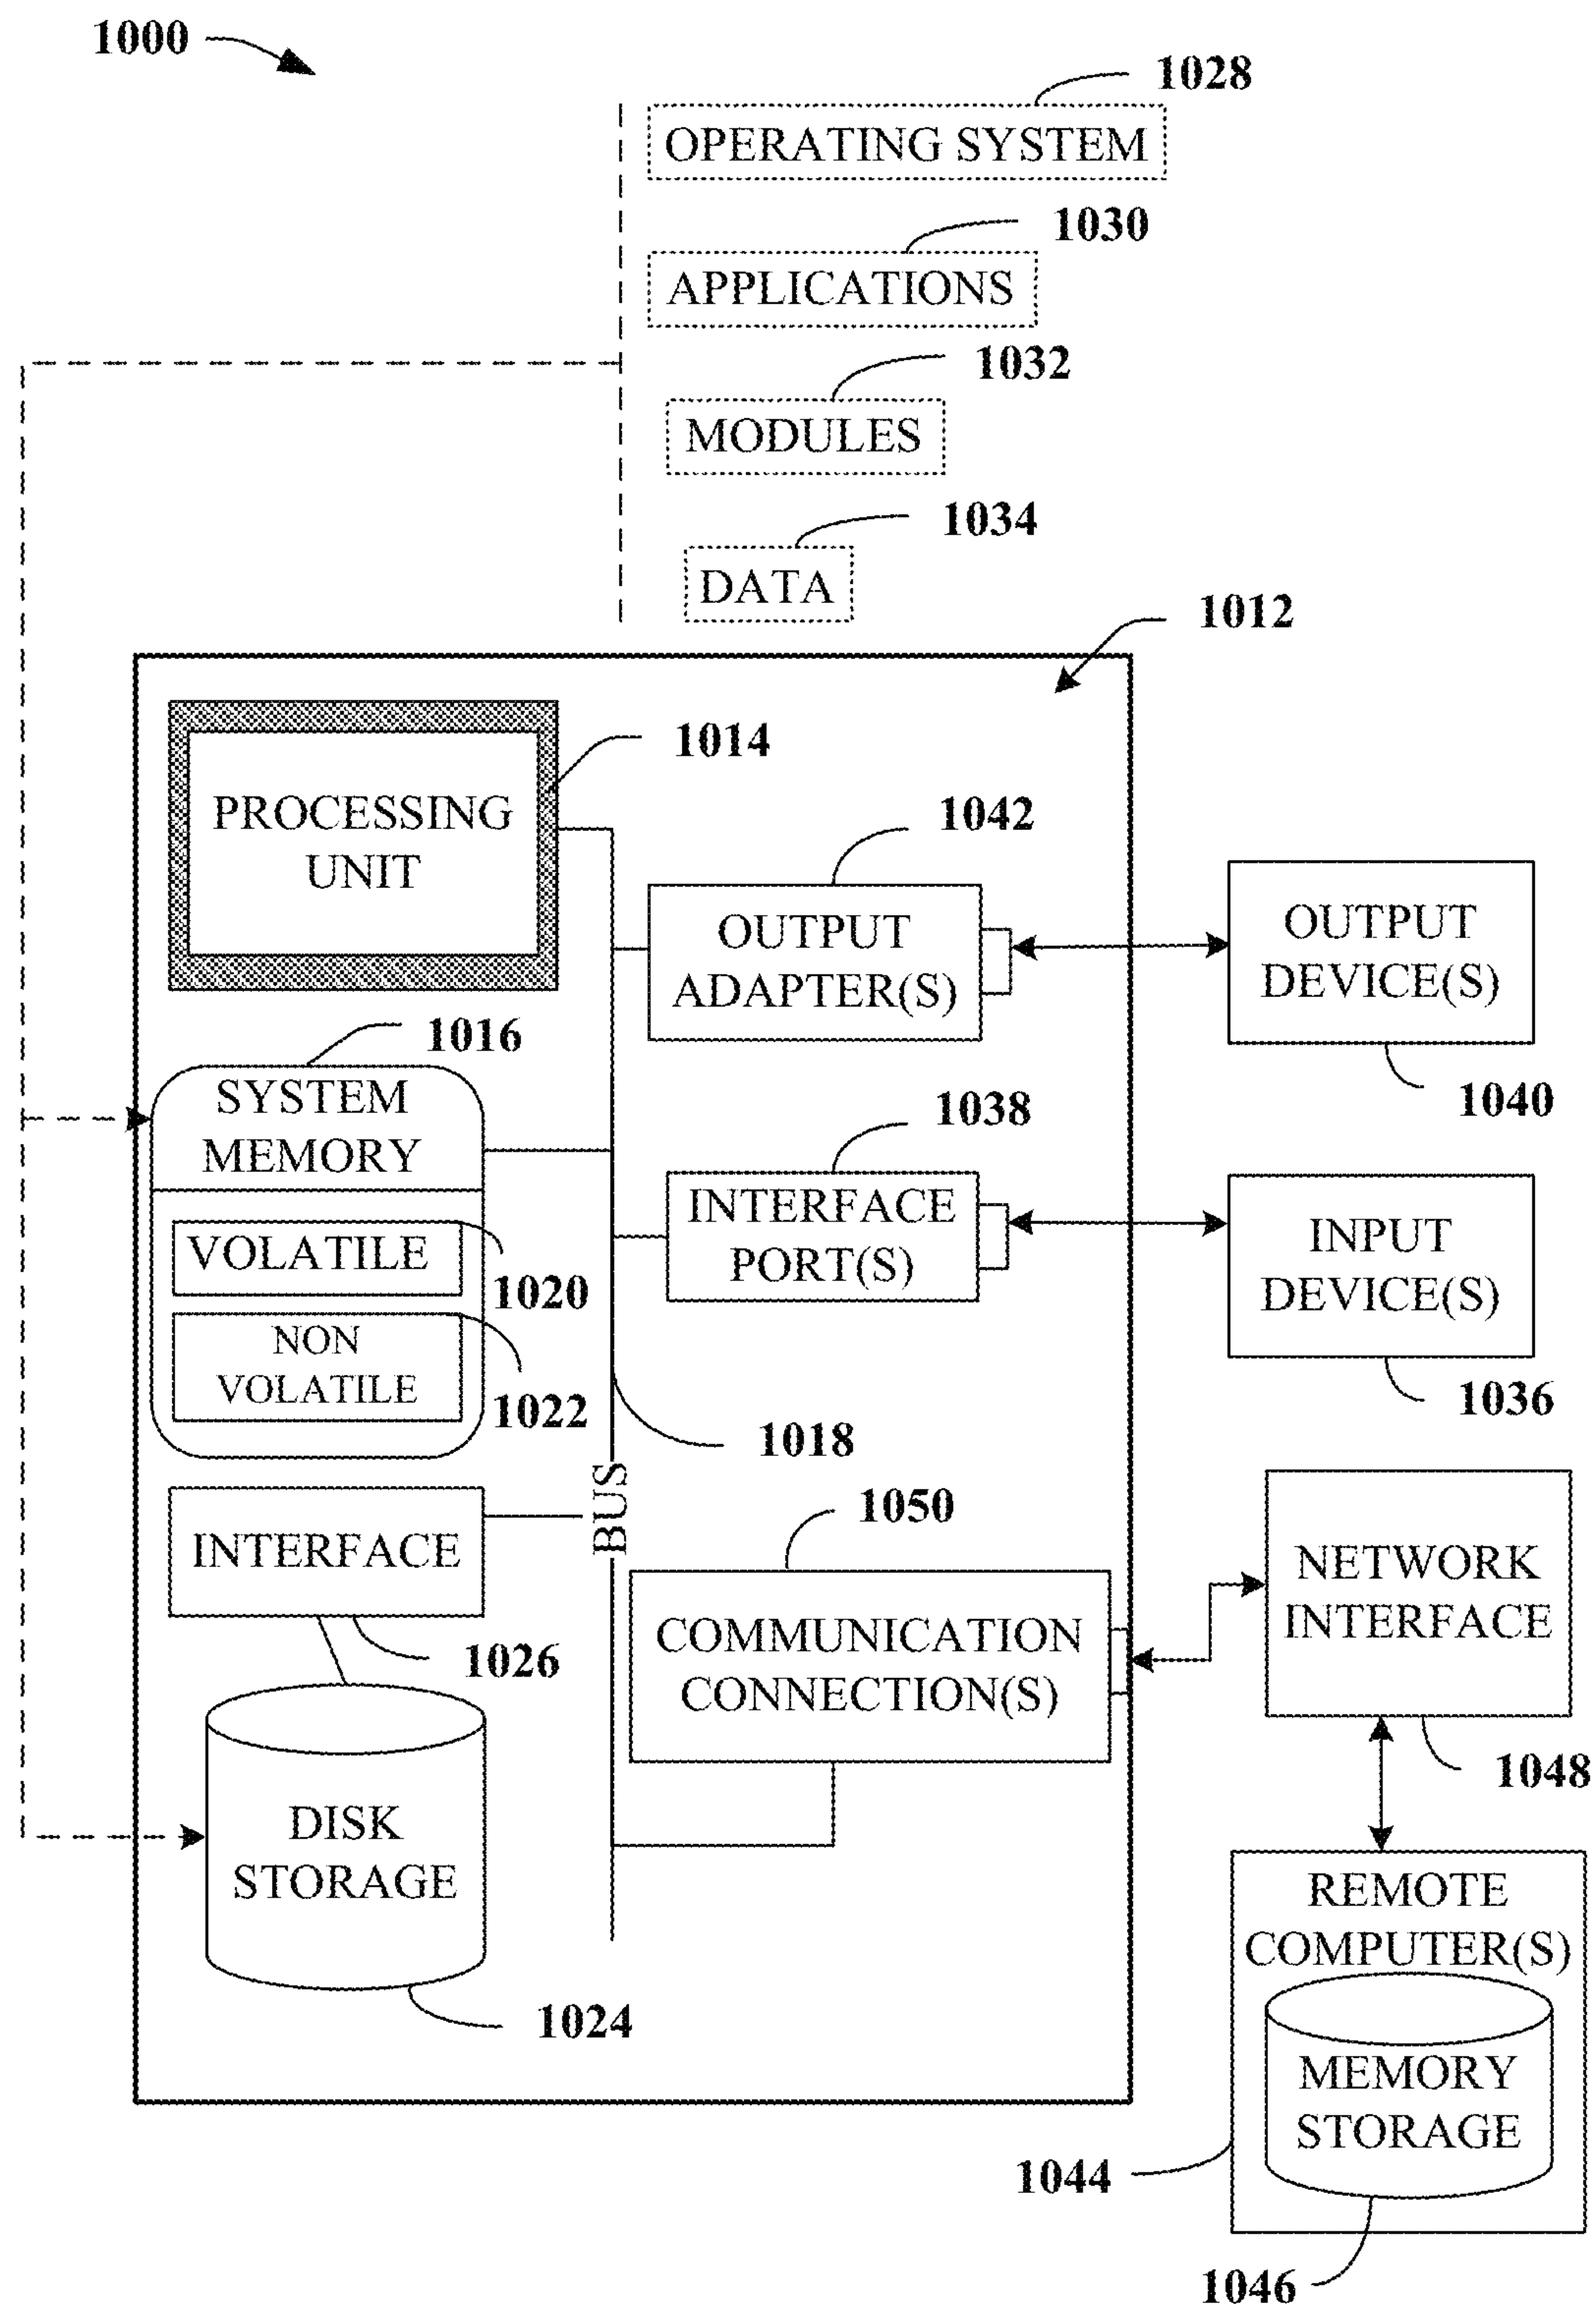 1000
1028
OPERATING SYSTEM
1030
APPLICATIONS
1032
MODULES
1034
DATA
1012
1014
PROCESSING
UNIT
1042
OUTPUT
ADAPTER(S)
OUTPUT
DEVICE(S)
1040
1016
SYSTEM
MEMORY
VOLATILE
1020
NON
VOLATILE
1022
1038
INTERFACE
PORT(S)
INPUT
DEVICE(S)
1036
1018
BUS
INTERFACE
1026
1050
COMMUNICATION
CONNECTION(S)
NETWORK
INTERFACE
1048
DISK
STORAGE
1024
REMOTE
COMPUTER(S)
MEMORY
STORAGE
1044
1046